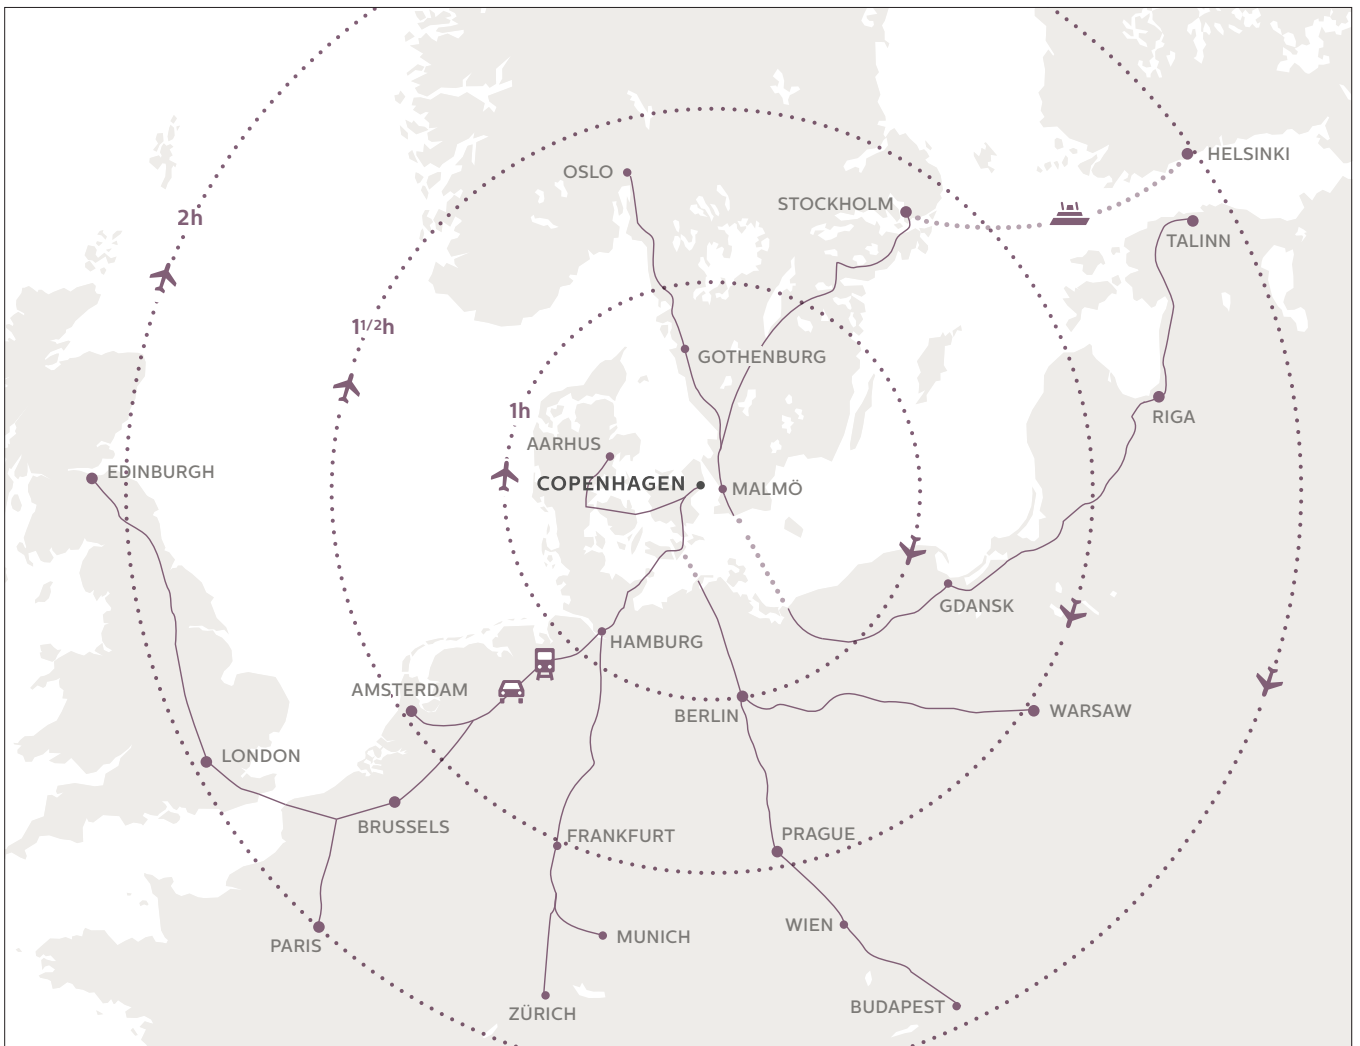 HELSINKI
OSLO
STOCKHOLM
2h
TALINN
1 1/2h
GOTHENBURG
1h
RIGA
AARHUS
EDINBURGH
COPENHAGEN
MALMÖ
GDANSK
HAMBURG
AMSTERDAM
BERLIN
WARSAW
LONDON
BRUSSELS
FRANKFURT
PRAGUE
WIEN
MUNICH
PARIS
BUDAPEST
ZÜRICH